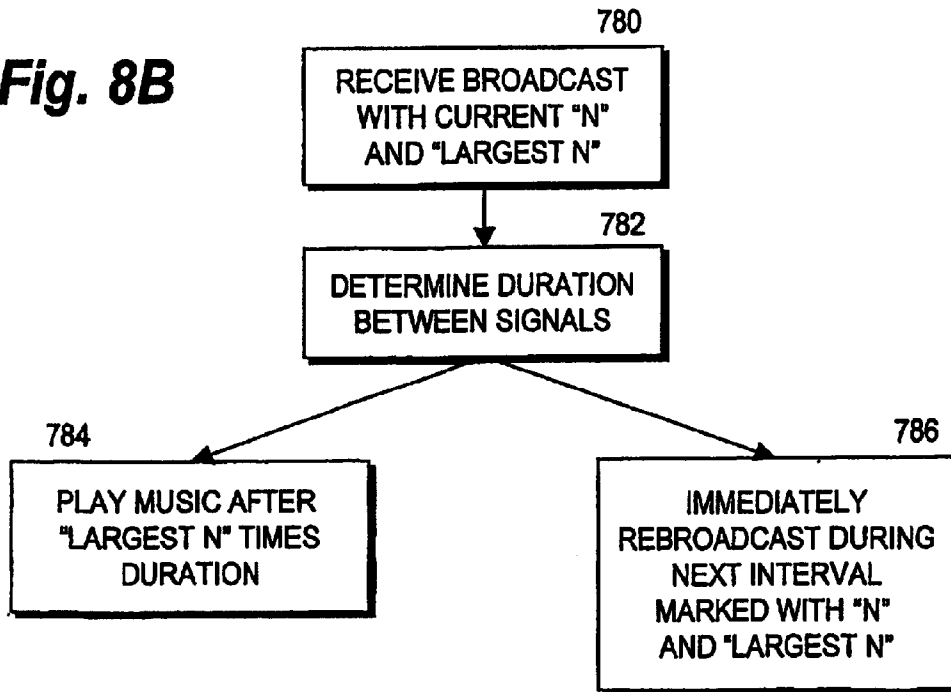 Fig. 8B
780
RECEIVE BROADCAST
WITH CURRENT "N"
AND "LARGEST N"
782
DETERMINE DURATION
BETWEEN SIGNALS
784
PLAY MUSIC AFTER
"LARGEST N" TIMES
DURATION
786
IMMEDIATELY
REBROADCAST DURING
NEXT INTERVAL
MARKED WITH "N"
AND "LARGEST N"